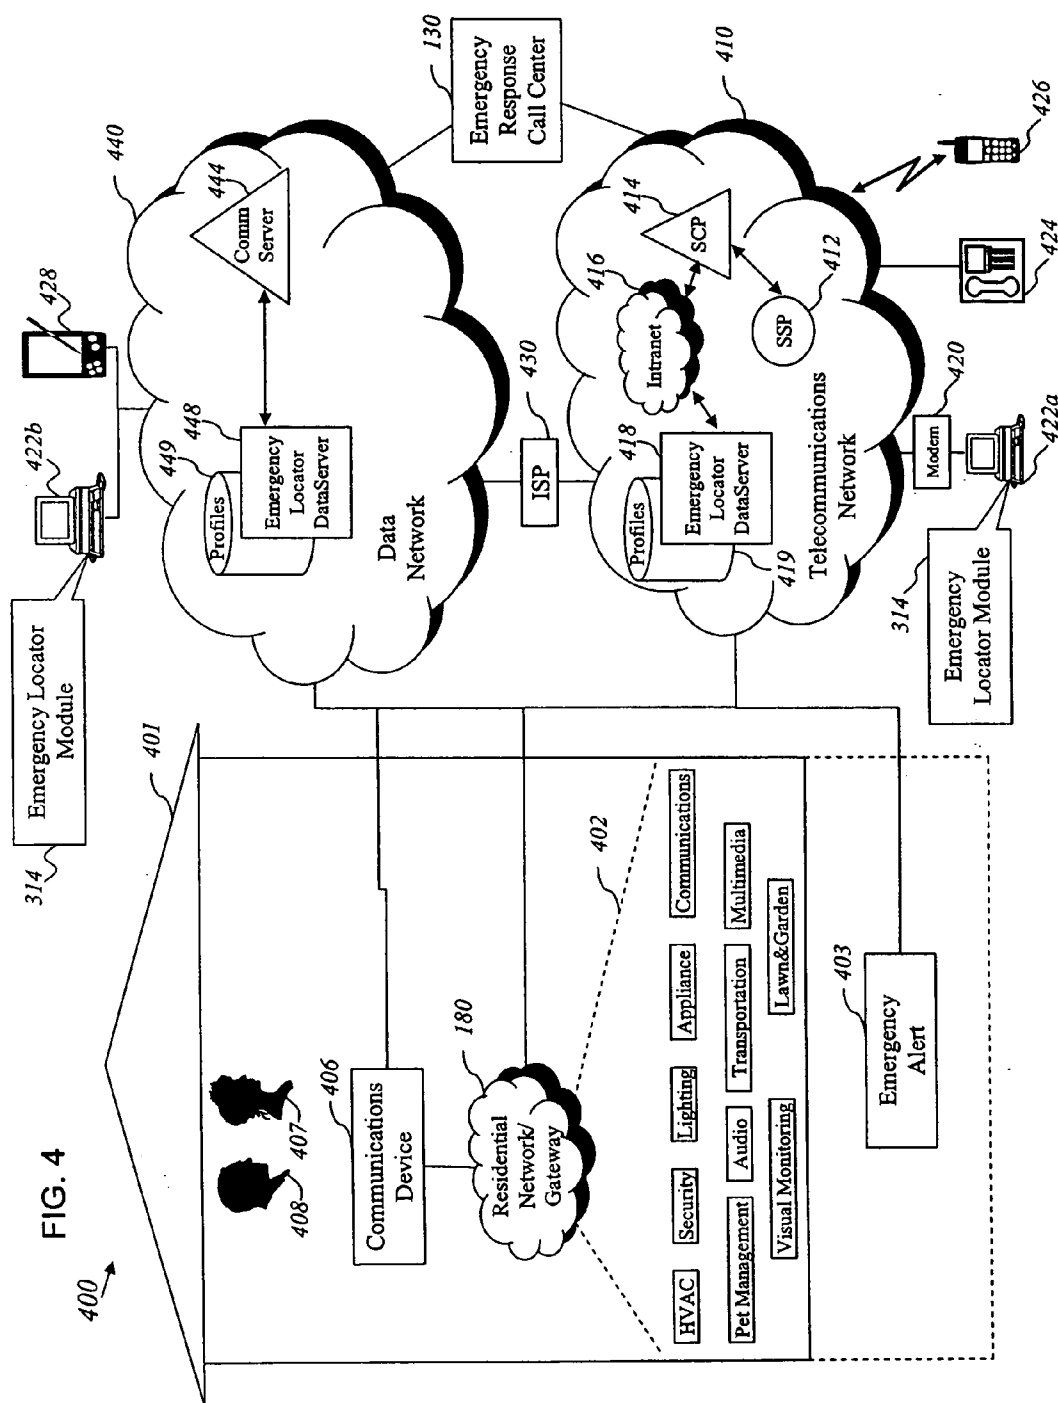 FIG. 4
400
401
314
Emergency Locator
Module
422b
428
440
444
Comm
Server
448
449
Profiles
Emergency
Locator
DataServer
Data
Network
130
Emergency
Response
Call Center
430
ISP
410
414
SCP
416
Intranet
412
SSP
418
Profiles
Emergency
Locator
DataServer
419
Telecommunications
Network
420
Modem
422a
424
426
314
Emergency
Locator Module
408
407
406
Communications
Device
180
Residential
Network/
Gateway
402
HVAC
Security
Lighting
Appliance
Communications
Pet Management
Audio
Transportation
Multimedia
Visual Monitoring
Lawn&Garden
403
Emergency
Alert